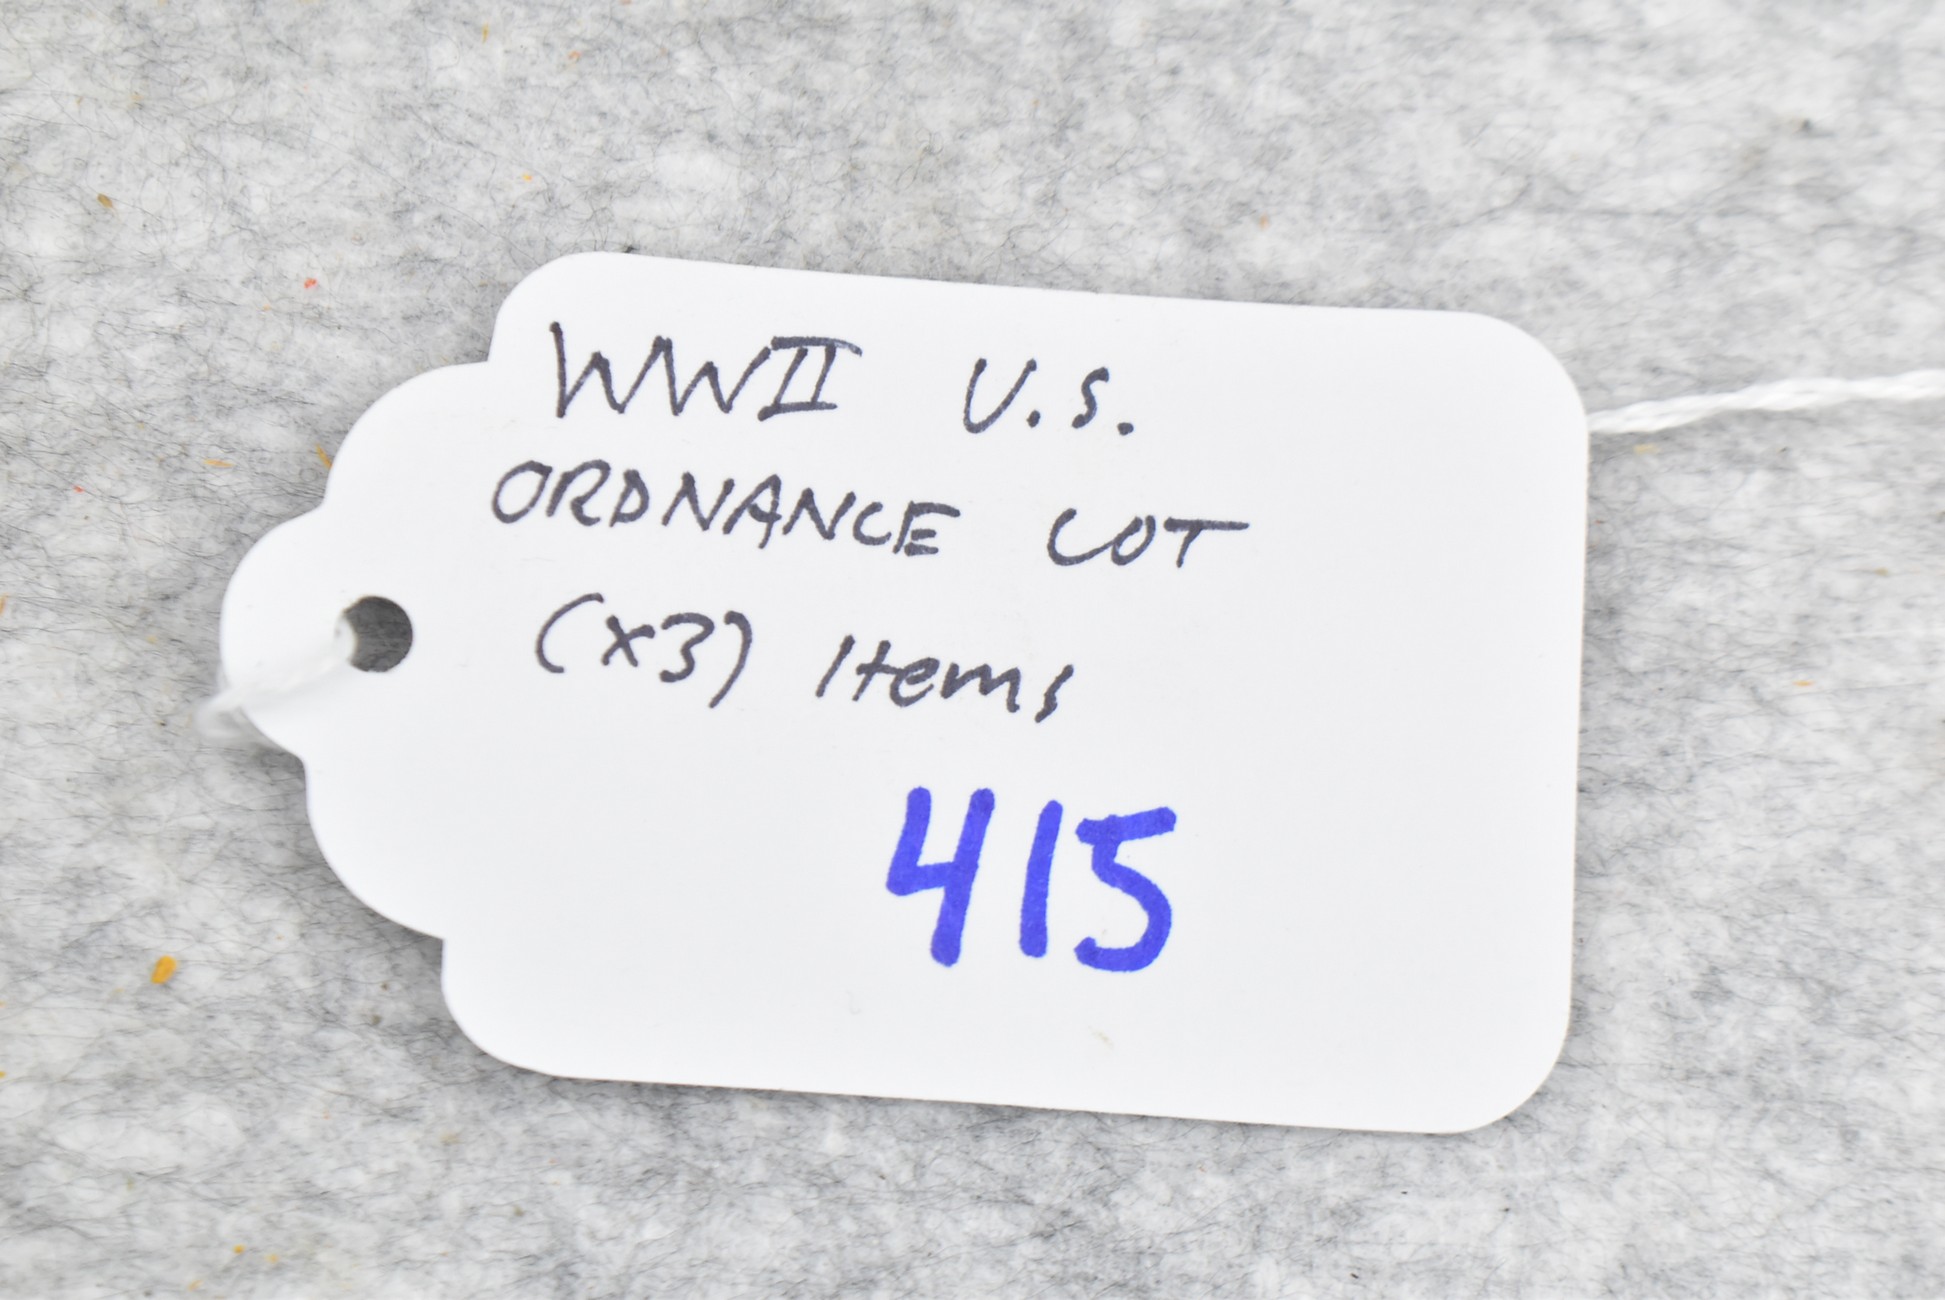 WWII U.S.
ORDNANCE LOT
(x3) Items
415